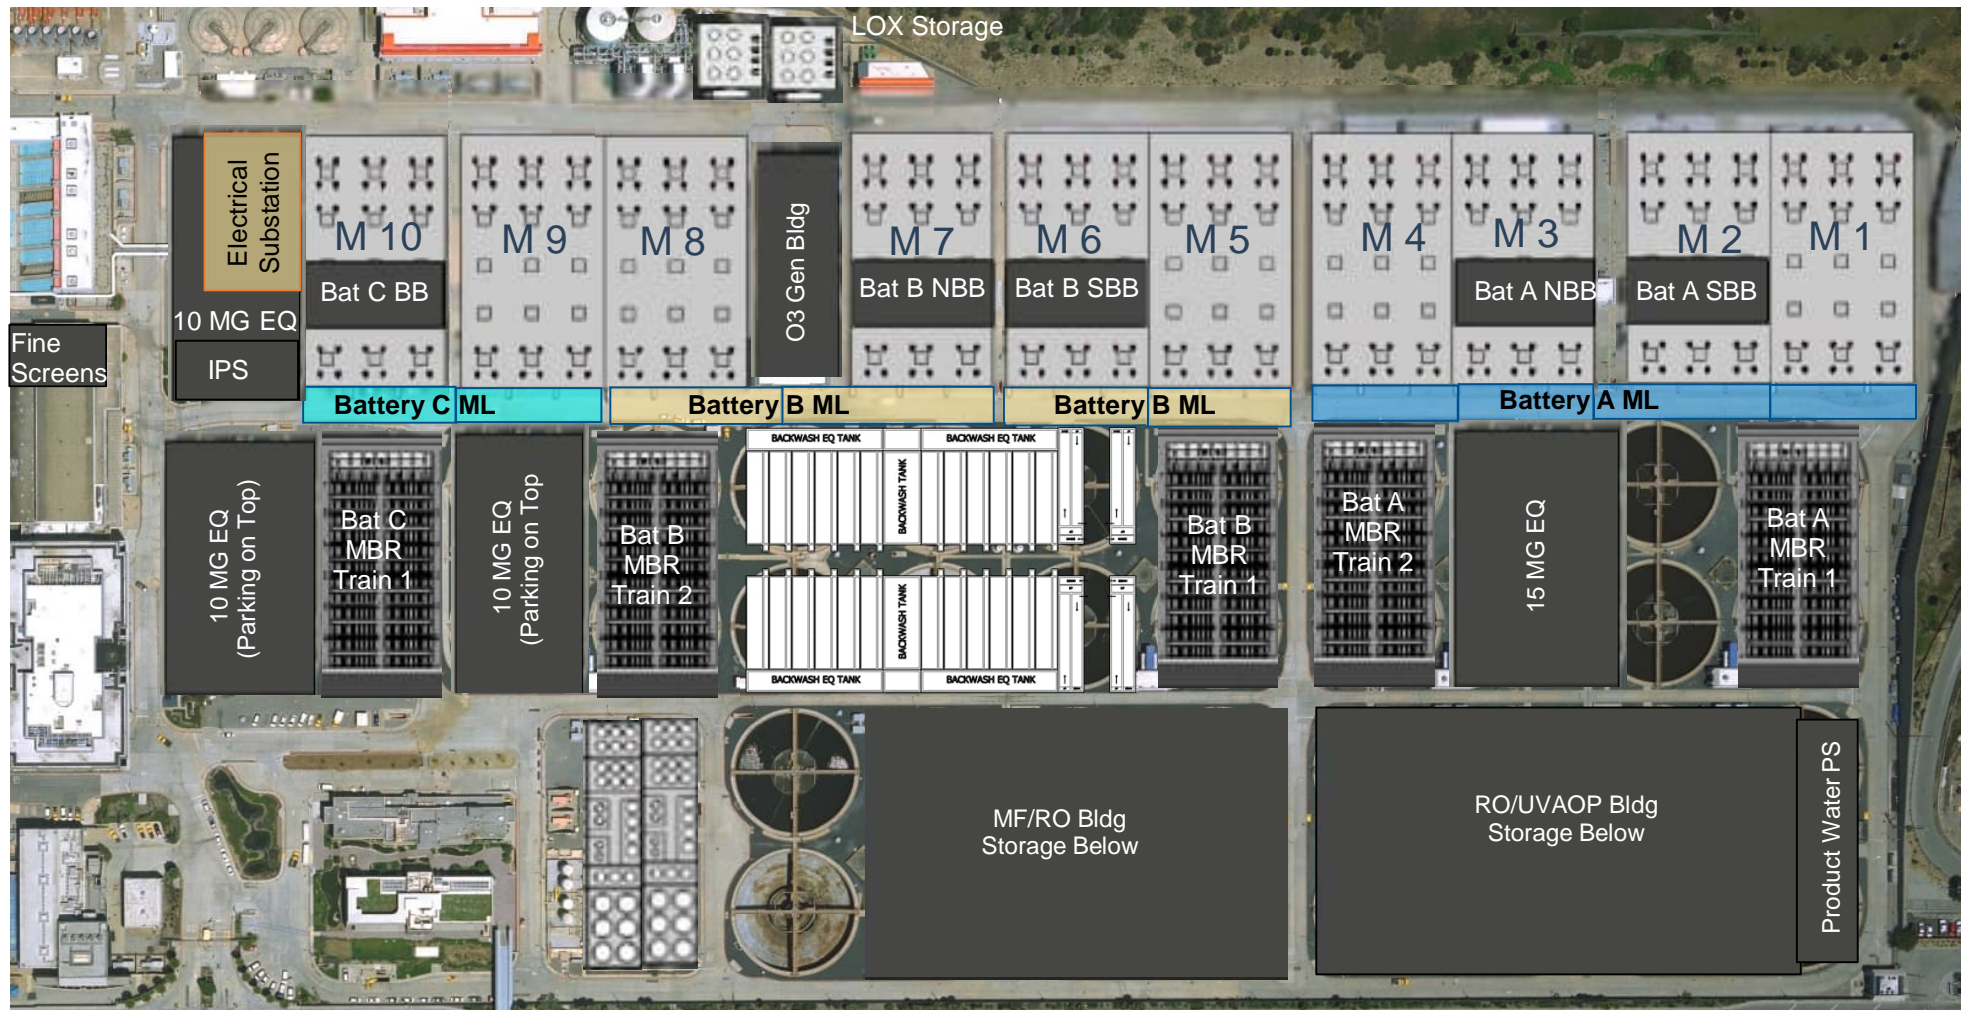 LOX Storage
Electrical
Substation
10 MG EQ
IPS
Fine
Screens
M 10
M 9
M 8
O3 Gen Bldg
M 7
M 6
M 5
M 4
M 3
M 2
M 1
Bat C BB
Bat B NBB
Bat B SBB
Bat A NBB
Bat A SBB
Battery C ML
Battery B ML
Battery B ML
Battery A ML
10 MG EQ
(Parking on Top)
Bat C
MBR
Train 1
10 MG EQ
(Parking on Top)
Bat B
MBR
Train 2
BACKWASH EQ TANK
BACKWASH EQ TANK
BACKWASH TANK
BACKWASH TANK
BACKWASH EQ TANK
BACKWASH EQ TANK
Bat B
MBR
Train 1
Bat A
MBR
Train 2
15 MG EQ
Bat A
MBR
Train 1
MF/RO Bldg
Storage Below
RO/UVAOP Bldg
Storage Below
Product Water PS